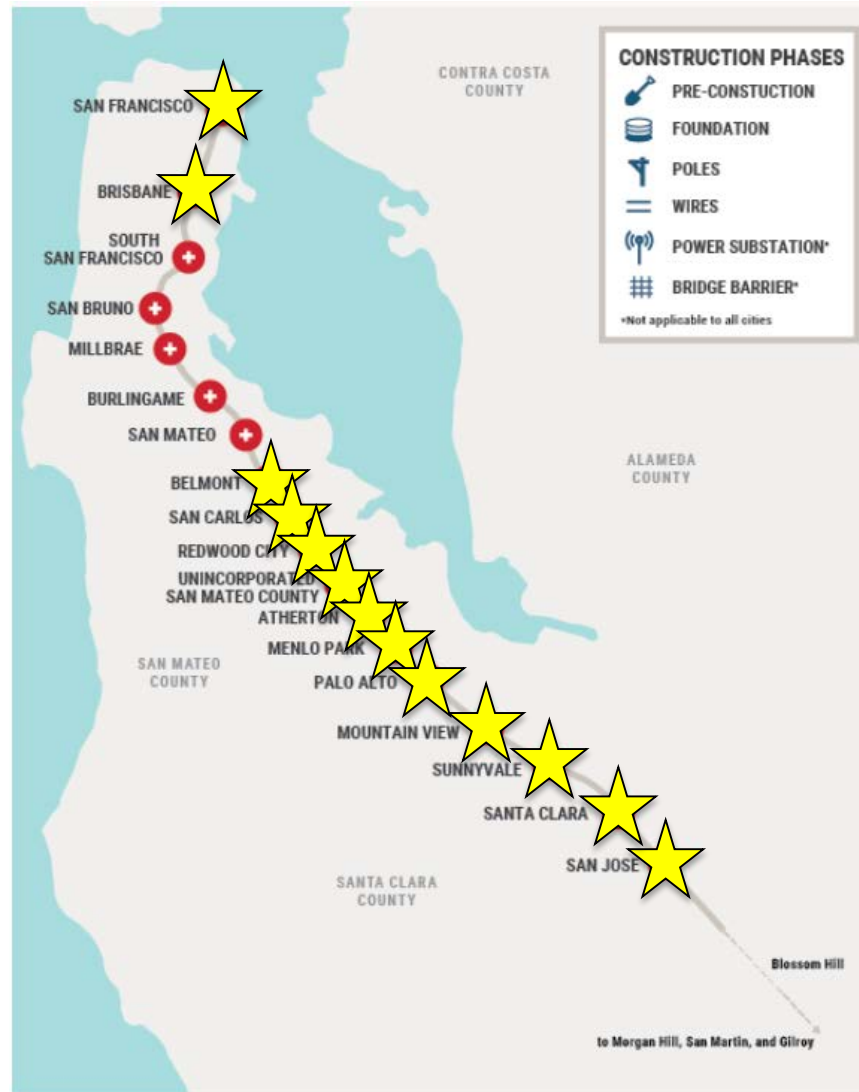 CONTRA COSTA
COUNTY
CONSTRUCTION PHASES
PRE-CONSTUCTION
FOUNDATION
POLES
WIRES
POWER SUBSTATION*
BRIDGE BARRIER*
*Not applicable to all cities
SAN FRANCISCO
BRISBANE
SOUTH
SAN FRANCISCO
SAN BRUNO
MILLBRAE
BURLINGAME
SAN MATEO
BELMONT
SAN CARLOS
REDWOOD CITY
UNINCORPORATED
SAN MATEO COUNTY
ATHERTON
MENLO PARK
PALO ALTO
MOUNTAIN VIEW
SUNNYVALE
SANTA CLARA
SAN JOSE
ALAMEDA
COUNTY
SAN MATEO
COUNTY
SANTA CLARA
COUNTY
Blossom Hill
to Morgan Hill, San Martin, and Gilroy